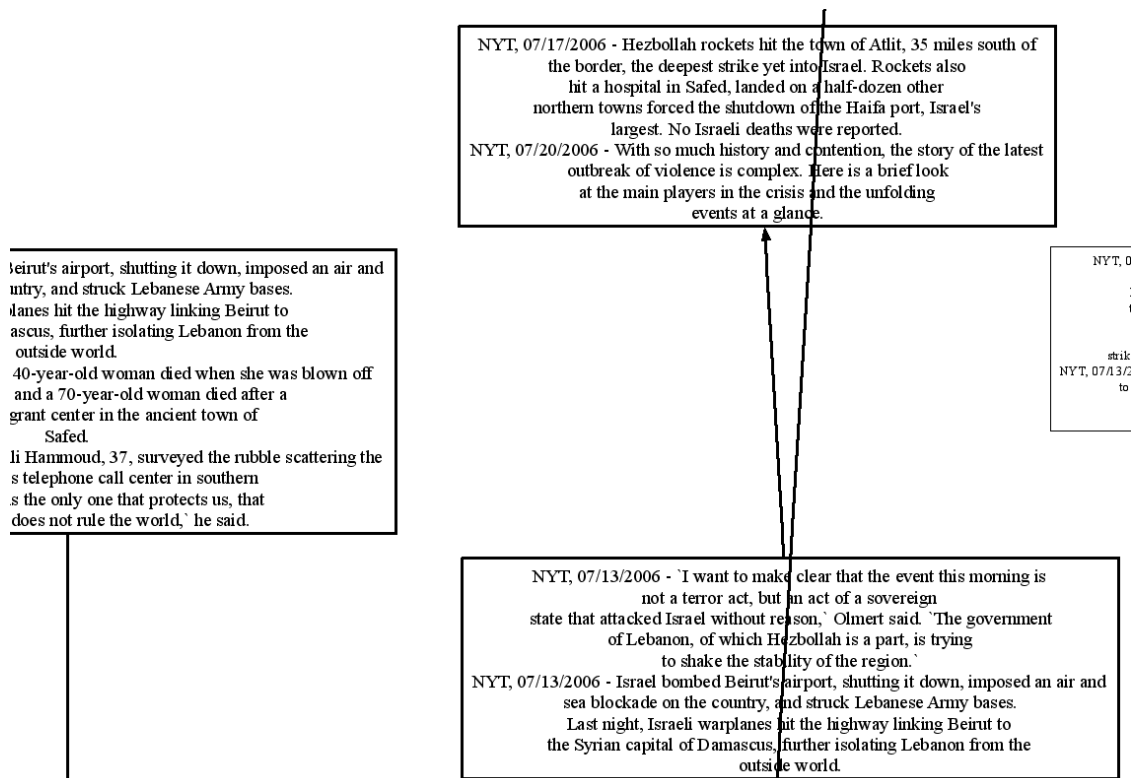 NYT, 07/17/2006 - Hezbollah rockets hit the town of Atlit, 35 miles south of
the border, the deepest strike yet into Israel. Rockets also
hit a hospital in Safed, landed on a half-dozen other
northern towns forced the shutdown of the Haifa port, Israel's
largest. No Israeli deaths were reported.
NYT, 07/20/2006 - With so much history and contention, the story of the latest
outbreak of violence is complex. Here is a brief look
at the main players in the crisis and the unfolding
events at a glance.
Beirut's airport, shutting it down, imposed an air and
, and struck Lebanese Army bases.
hit the highway linking Beirut to
, further isolating Lebanon from the
outside world.
40-year-old woman died when she was blown off
and a 70-year-old woman died after a
grant center in the ancient town of
Safed.
li Hammoud, 37, surveyed the rubble scattering the
s telephone call center in southern
s the only one that protects us, that
does not rule the world,` he said.
NYT, 0
strik
NYT, 07/13/2
to
NYT, 07/13/2006 - `I want to make clear that the event this morning is
not a terror act, but an act of a sovereign
state that attacked Israel without reason,` Olmert said. `The government
of Lebanon, of which Hezbollah is a part, is trying
to shake the stability of the region.`
NYT, 07/13/2006 - Israel bombed Beirut's airport, shutting it down, imposed an air and
sea blockade on the country, and struck Lebanese Army bases.
Last night, Israeli warplanes hit the highway linking Beirut to
the Syrian capital of Damascus, further isolating Lebanon from the
outside world.